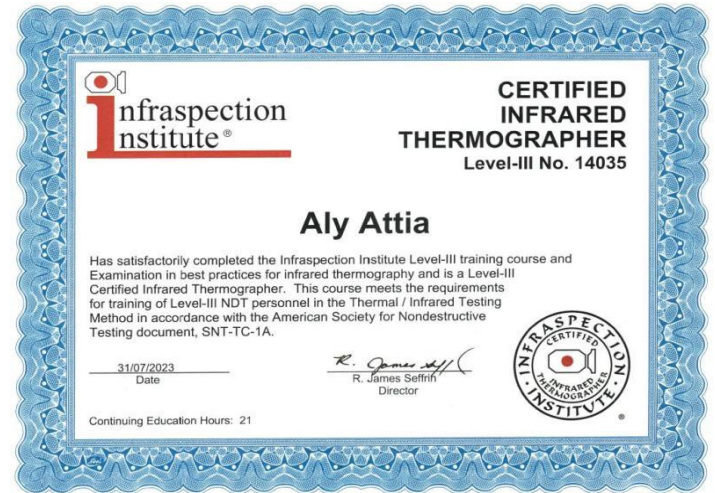 infraspection
institute®
CERTIFIED
INFRARED
THERMOGRAPHER
Level-III No. 14035
Aly Attia
Has satisfactorily completed the Infraspection Institute Level-III training course and
Examination in best practices for infrared thermography and is a Level-III
Certified Infrared Thermographer. This course meets the requirements
for training of Level-III NDT personnel in the Thermal / Infrared Testing
Method in accordance with the American Society for Nondestructive
Testing document, SNT-TC-1A.
31/07/2023
Date
R. James Seffrin
R. James Seffrin
Director
Continuing Education Hours: 21
INFRASPECTION
CERTIFIED
INFRARED
THERMOGRAPHER
INSTITUTE
®